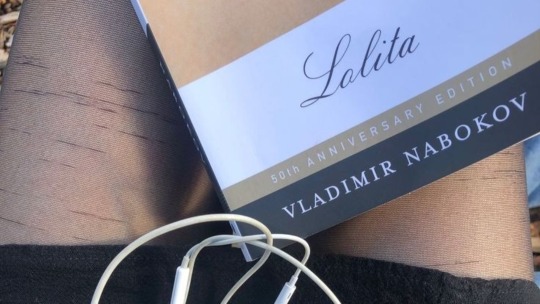 Lolita
50th ANNIVERSARY EDITION
VLADIMIR NABOKOV